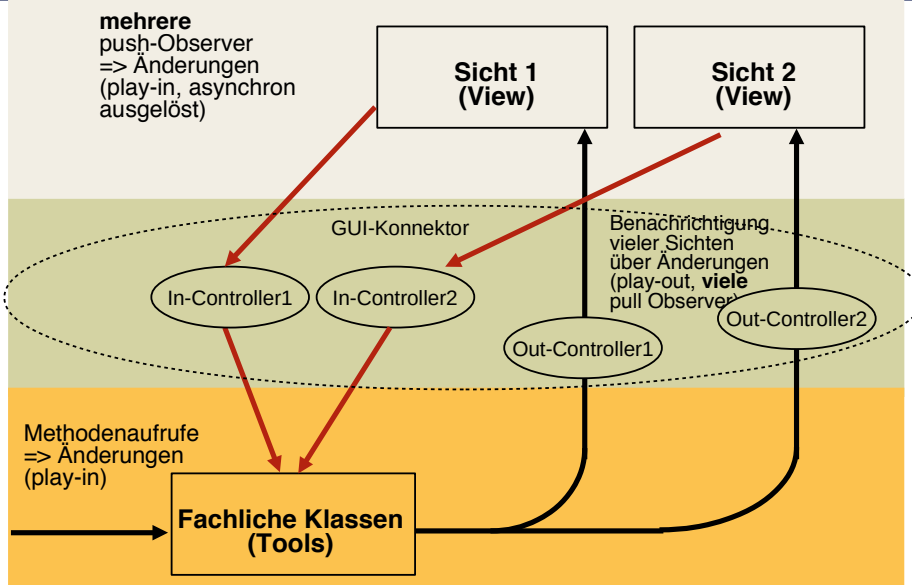 mehrere
push-Observer
=> Änderungen
(play-in, asynchron
ausgelöst)
Sicht 1
(View)
Sicht 2
(View)
GUI-Konnektor
Benachrichtigung
vieler Sichten
über Änderungen
(play-out, viele
pull Observer)
In-Controller1
In-Controller2
Out-Controller1
Out-Controller2
Methodenaufrufe
=> Änderungen
(play-in)
Fachliche Klassen
(Tools)